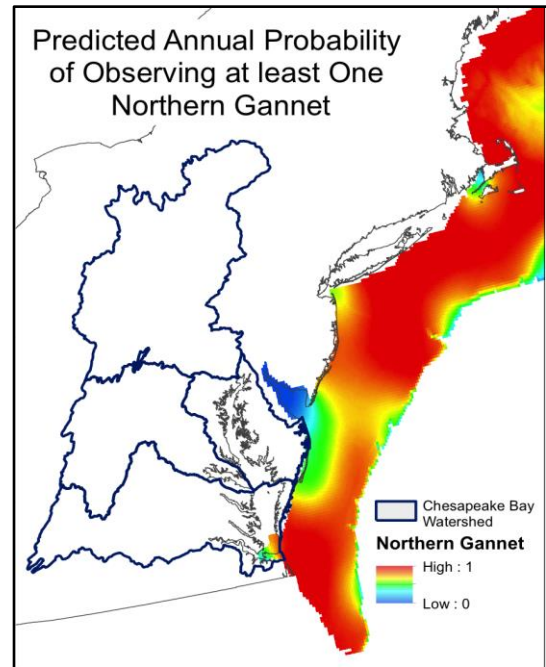 Predicted Annual Probability
of Observing at least One
Northern Gannet
Chesapeake Bay
Watershed
Northern Gannet
High : 1
Low : 0